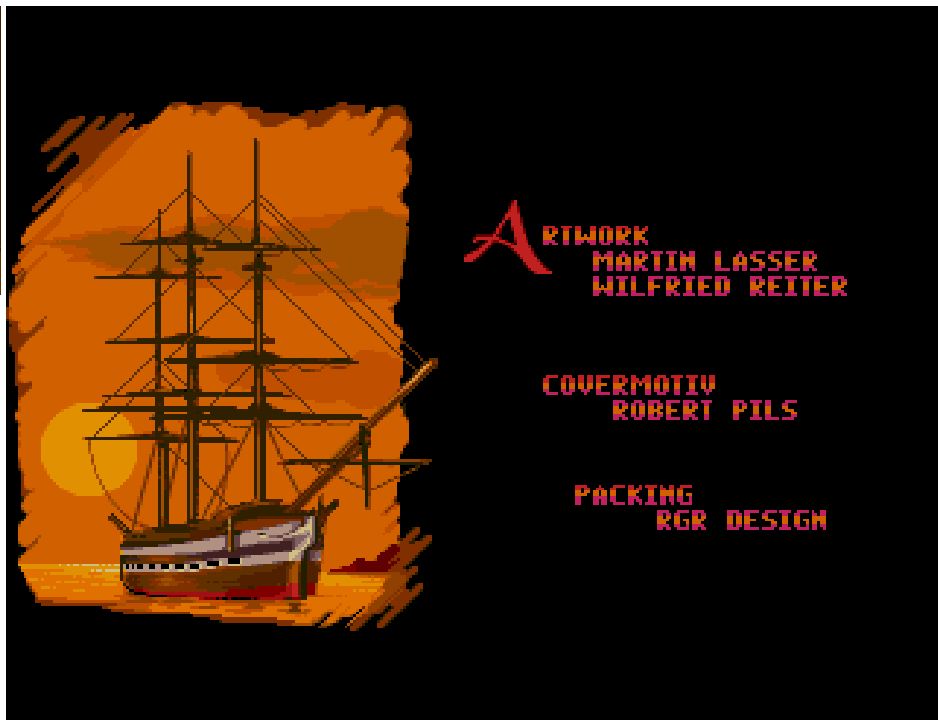 ARTWORK
MARTIN LASSER
WILFRIED REITER
COVERMOTIV
ROBERT PILS
PACKING
RGR DESIGN